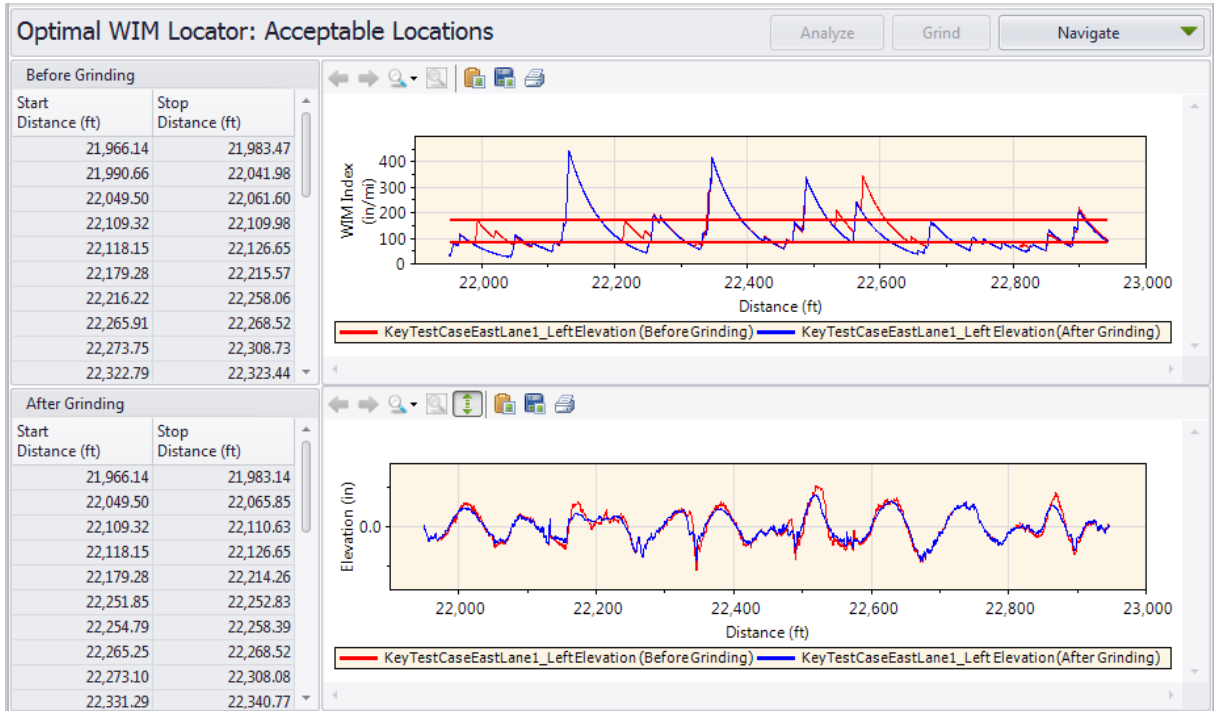 Optimal WIM Locator: Acceptable Locations
Analyze
Grind
Navigate
Before Grinding
Start Distance (ft) Stop Distance (ft)
21,966.14 21,983.47
21,990.66 22,041.98
22,049.50 22,061.60
22,109.32 22,109.98
22,118.15 22,126.65
22,179.28 22,215.57
22,216.22 22,258.06
22,265.91 22,268.52
22,273.75 22,308.73
22,322.79 22,323.44
WIM Index
(in/mi)
400
300
200
100
0
22,000 22,200 22,400 22,600 22,800 23,000
Distance (ft)
KeyTestCaseEastLane1_LeftElevation (Before Grinding) KeyTestCaseEastLane1_LeftElevation (After Grinding)
After Grinding
Start Distance (ft) Stop Distance (ft)
21,966.14 21,983.14
22,049.50 22,065.85
22,109.32 22,110.63
22,118.15 22,126.65
22,179.28 22,214.26
22,251.85 22,252.83
22,254.79 22,258.39
22,265.25 22,268.52
22,273.10 22,308.08
22,331.29 22,340.77
Elevation (in)
0.0
22,000 22,200 22,400 22,600 22,800 23,000
Distance (ft)
KeyTestCaseEastLane1_LeftElevation (Before Grinding) KeyTestCaseEastLane1_LeftElevation (After Grinding)